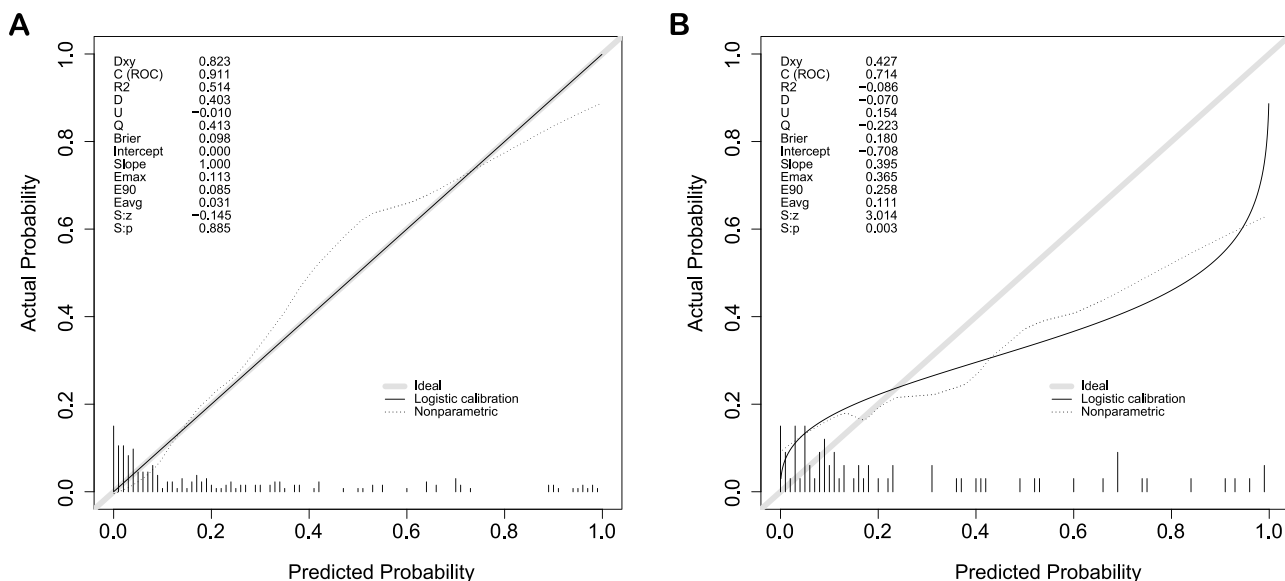 A
Dxy 0.823
C (ROC) 0.911
R2 0.514
D 0.403
U −0.010
Q 0.413
Brier 0.098
Intercept 0.000
Slope 1.000
Emax 0.113
E90 0.085
Eavg 0.031
S:z −0.145
S:p 0.885
Ideal
Logistic calibration
Nonparametric
Actual Probability
1.0
0.8
0.6
0.4
0.2
0.0
0.0 0.2 0.4 0.6 0.8 1.0
Predicted Probability
B
Dxy 0.427
C (ROC) 0.714
R2 −0.086
D −0.070
U 0.154
Q −0.223
Brier 0.180
Intercept −0.708
Slope 0.395
Emax 0.365
E90 0.258
Eavg 0.111
S:z 3.014
S:p 0.003
Ideal
Logistic calibration
Nonparametric
Actual Probability
1.0
0.8
0.6
0.4
0.2
0.0
0.0 0.2 0.4 0.6 0.8 1.0
Predicted Probability